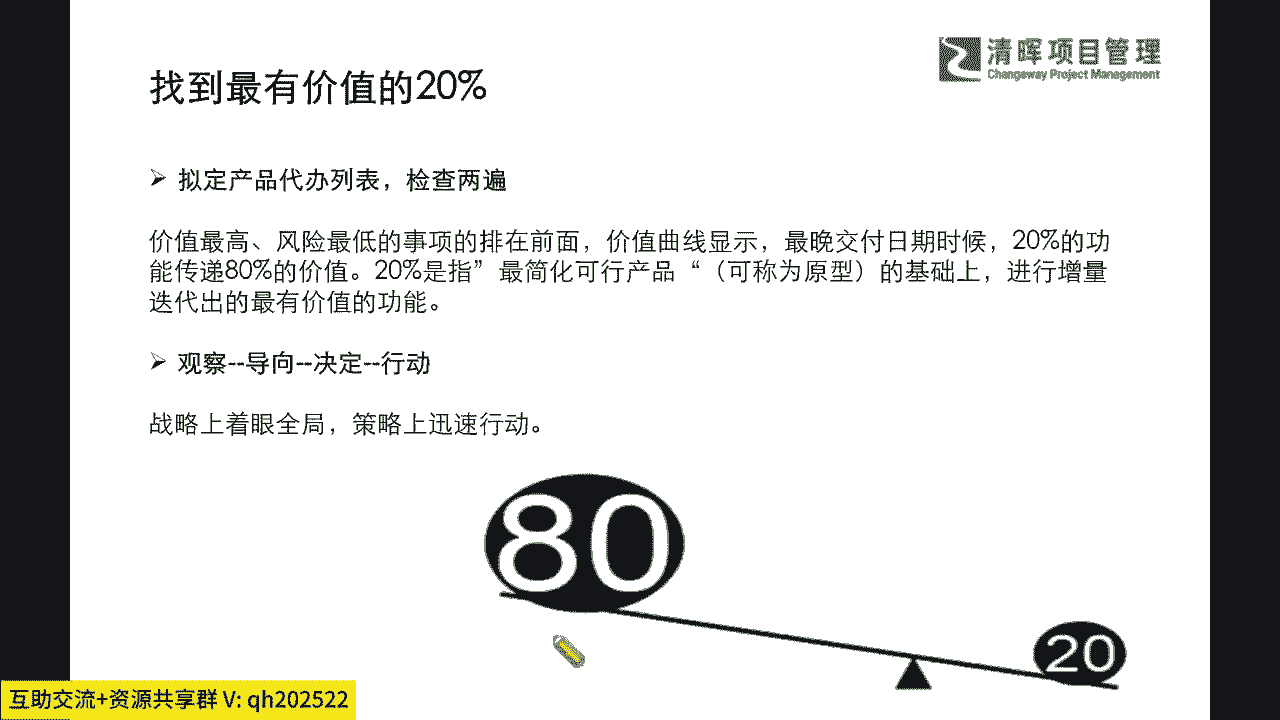 清晖项目管理
Changeway Project Management
找到最有价值的20%
➢ 拟定产品代办列表，检查两遍
价值最高、风险最低的事项的排在前面，价值曲线显示，最晚交付日期时候，20%的功
能传递80%的价值。20%是指”最简化可行产品“（可称为原型）的基础上，进行增量
迭代出的最有价值的功能。
➢ 观察--导向--决定--行动
战略上着眼全局，策略上迅速行动。
80
20
互助交流+资源共享群 V: qh202522